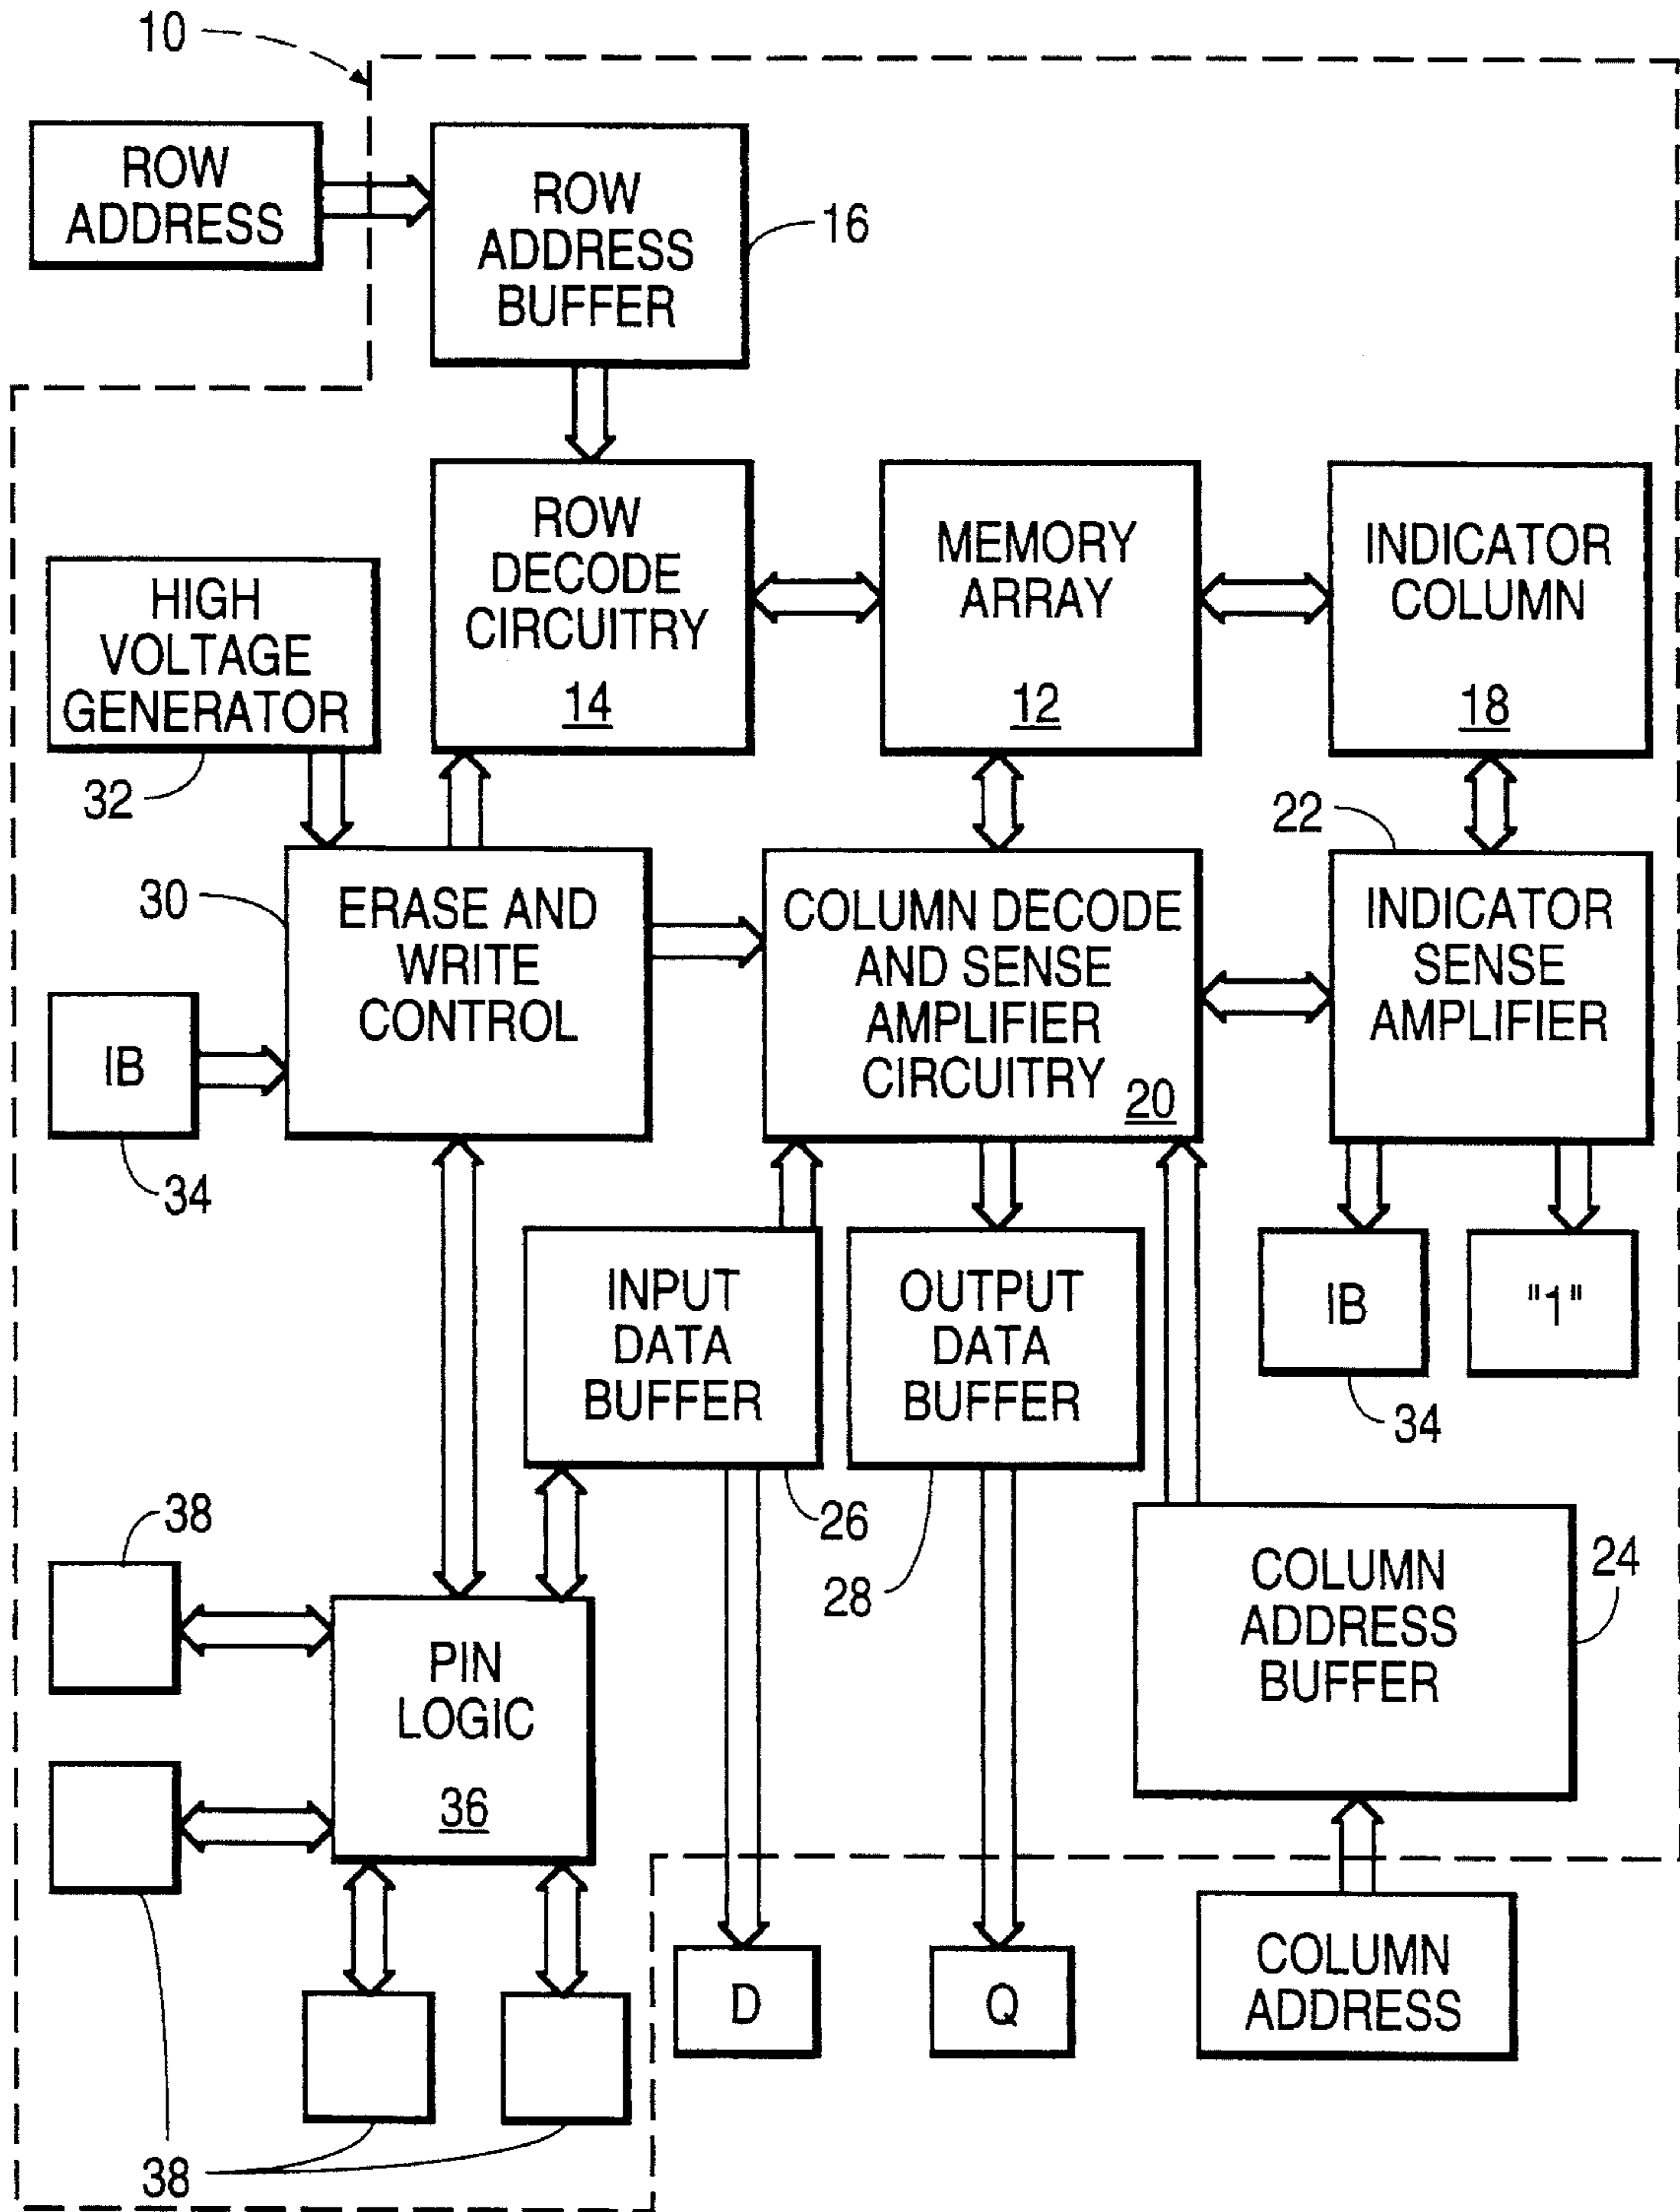 10
ROW
ADDRESS
ROW
ADDRESS
BUFFER
16
ROW
DECODE
CIRCUITRY
14
MEMORY
ARRAY
12
INDICATOR
COLUMN
18
HIGH
VOLTAGE
GENERATOR
32
22
30
ERASE AND
WRITE
CONTROL
COLUMN DECODE
AND SENSE
AMPLIFIER
CIRCUITRY
20
INDICATOR
SENSE
AMPLIFIER
IB
34
INPUT
DATA
BUFFER
OUTPUT
DATA
BUFFER
IB
"1"
34
26
28
38
PIN
LOGIC
36
COLUMN
ADDRESS
BUFFER
24
D
Q
COLUMN
ADDRESS
38